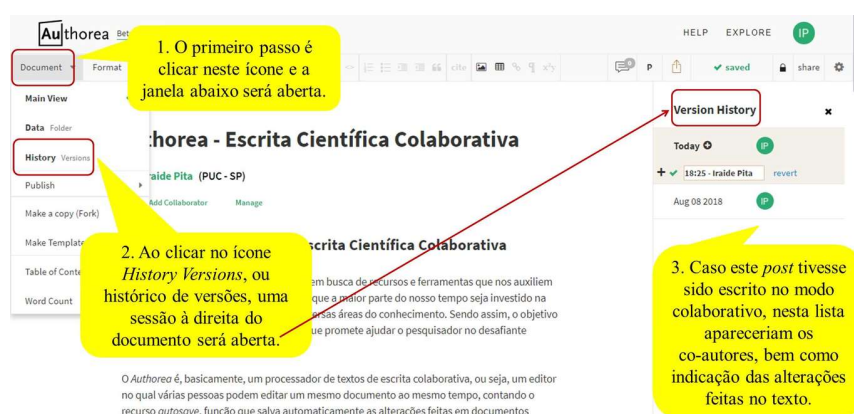 Authorea Bet
HELP EXPLORE IP
1. O primeiro passo é
clicar neste ícone e a
janela abaixo será aberta.
Document Format
cite
P
saved
share
Main View
Data Folder
History Versions
Publish
Make a copy (Fork)
Make Template
Table of Conte
Word Count
thorea - Escrita Científica Colaborativa
raide Pita (PUC - SP)
Add Collaborator Manage
scrita Científica Colaborativa
em busca de recursos e ferramentas que nos auxiliem
que a maior parte do nosso tempo seja investido na
ersas áreas do conhecimento. Sendo assim, o objetivo
ue promete ajudar o pesquisador no desafiante
O Authorea é, basicamente, um processador de textos de escrita colaborativa, ou seja, um editor
no qual várias pessoas podem editar um mesmo documento ao mesmo tempo, contando o
recurso autosave, função que salva automaticamente as alterações feitas em documentos
2. Ao clicar no ícone
History Versions, ou
histórico de versões, uma
sessão à direita do
documento será aberta.
Version History
Today IP
18:25 - Iraide Pita revert
Aug 08 2018 IP
3. Caso este post tivesse
sido escrito no modo
colaborativo, nesta lista
apareceriam os
co-autores, bem como
indicação das alterações
feitas no texto.